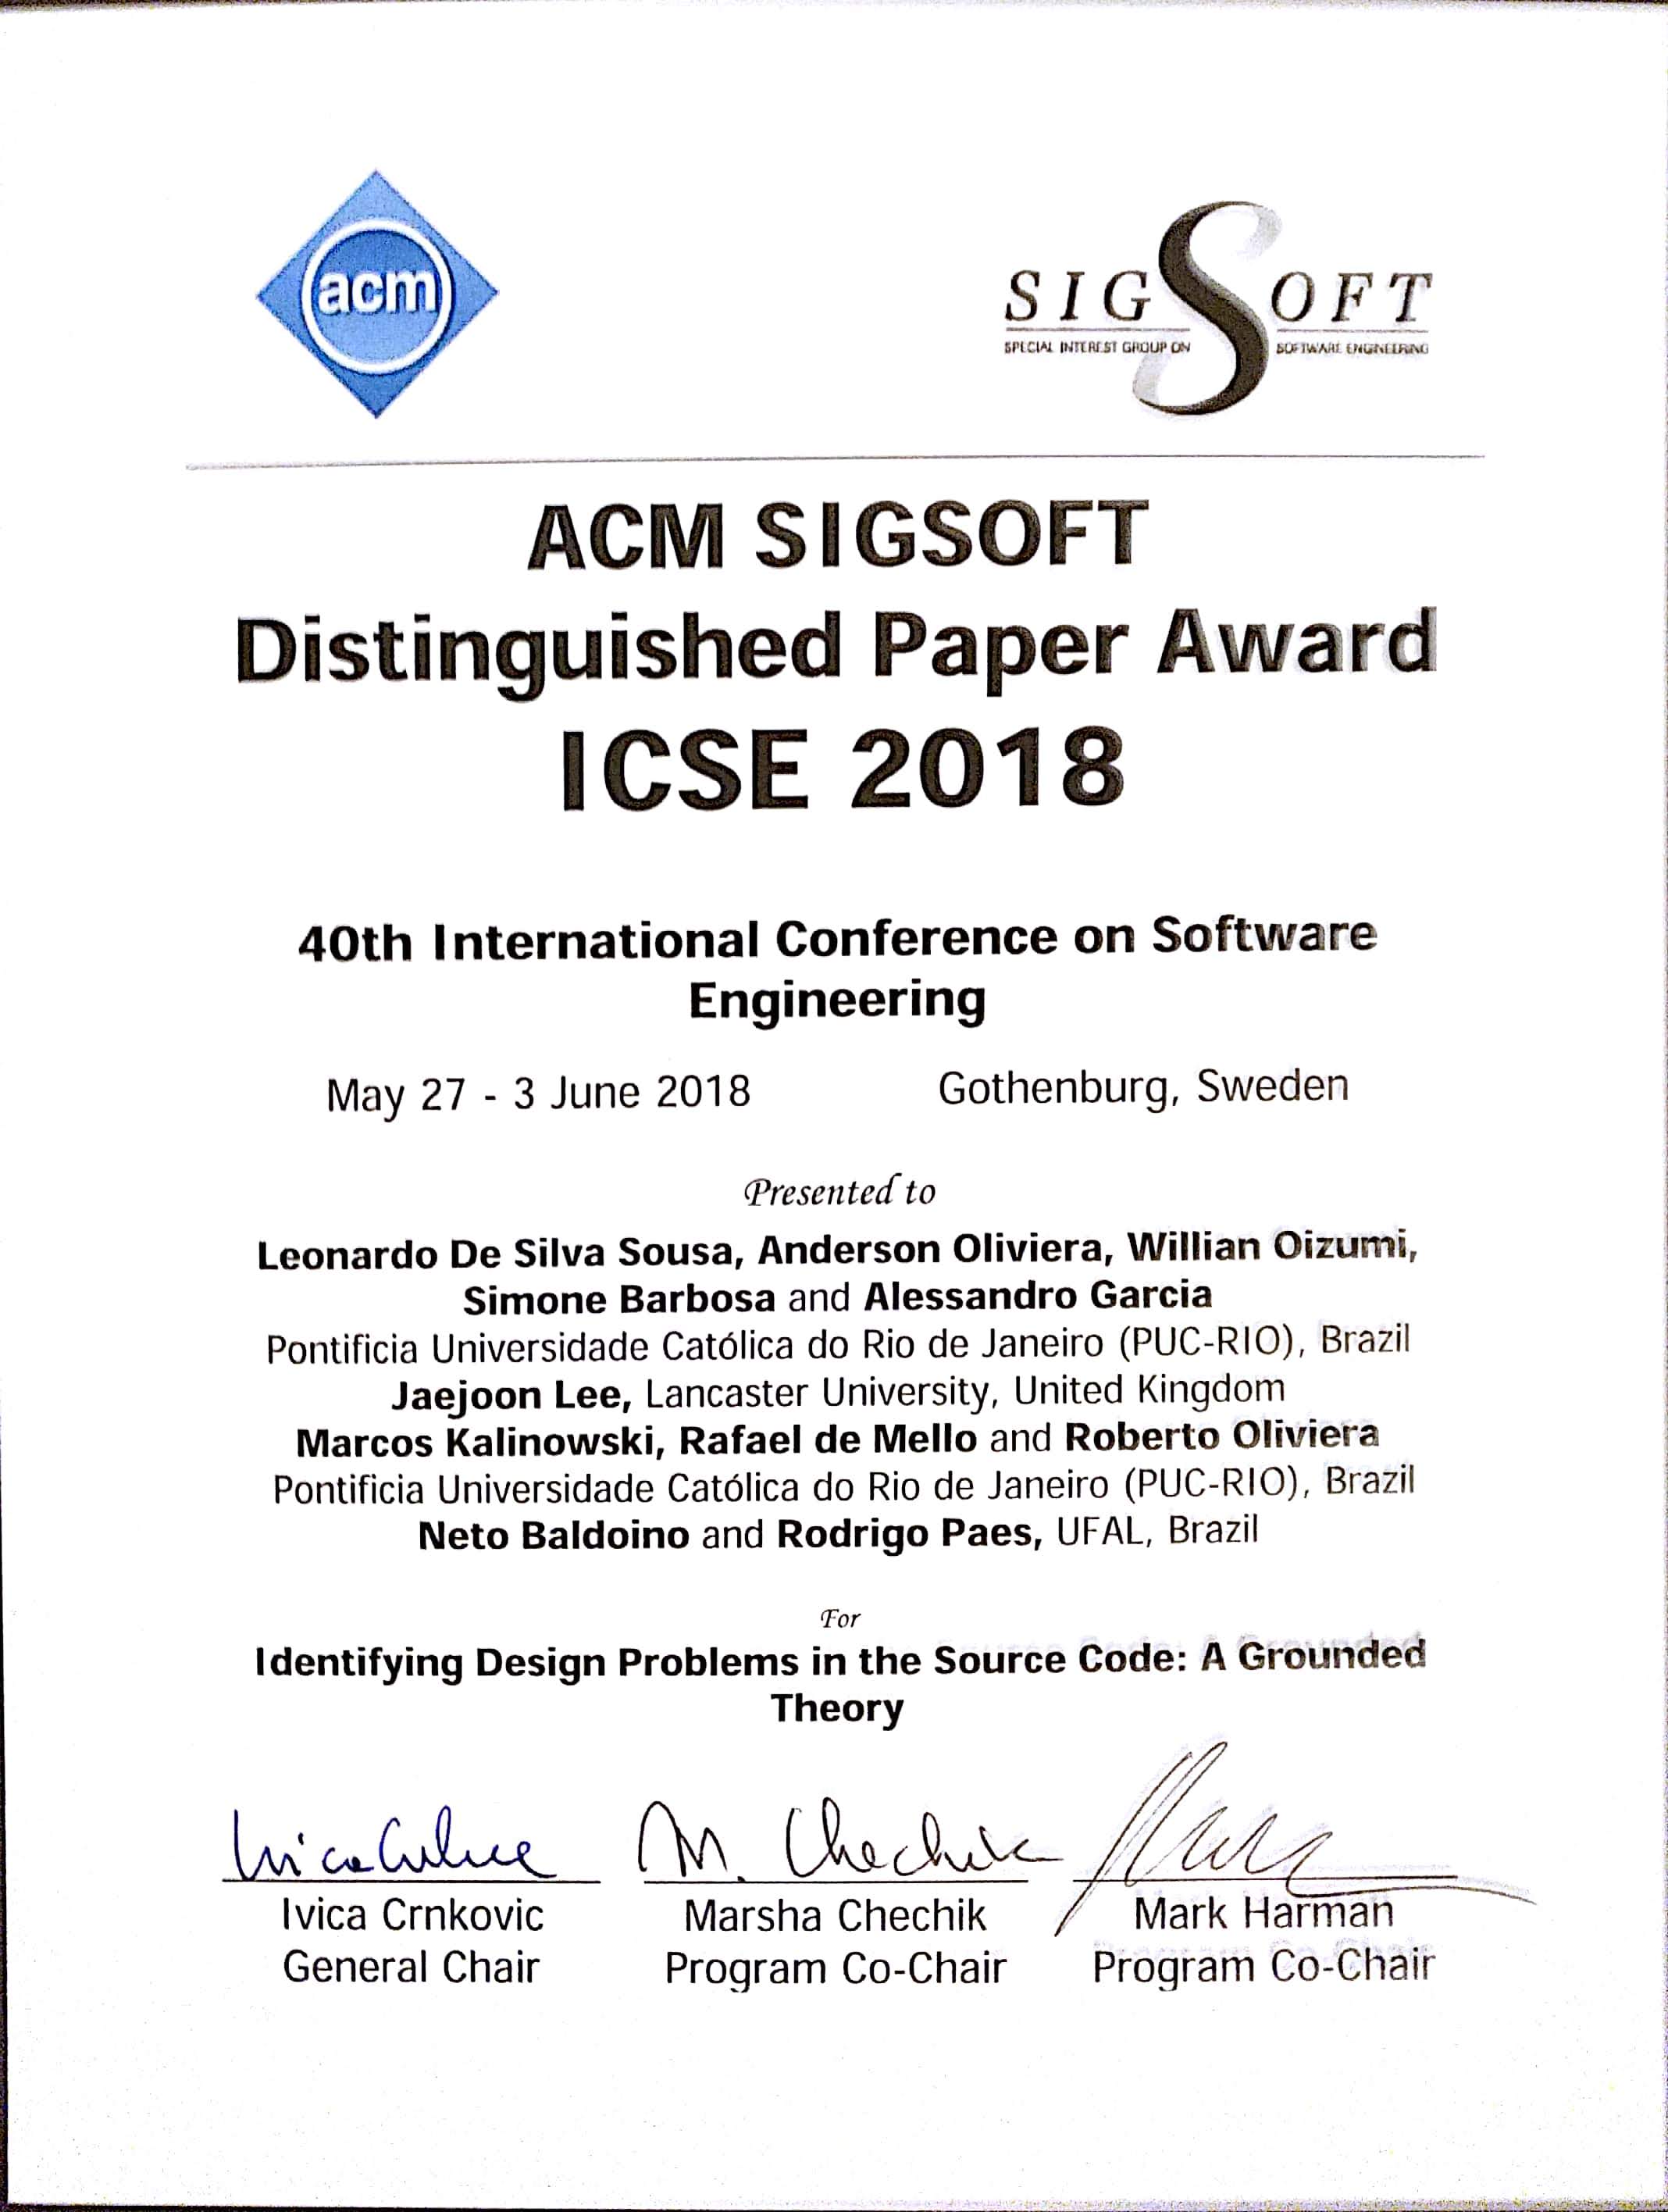 acm
SIGSOFT
SPECIAL INTEREST GROUP ON SOFTWARE ENGINEERING
ACM SIGSOFT
Distinguished Paper Award
ICSE 2018
40th International Conference on Software
Engineering
May 27 - 3 June 2018 Gothenburg, Sweden
Presented to
Leonardo De Silva Sousa, Anderson Oliviera, Willian Oizumi,
Simone Barbosa and Alessandro Garcia
Pontificia Universidade Católica do Rio de Janeiro (PUC-RIO), Brazil
Jaejoon Lee, Lancaster University, United Kingdom
Marcos Kalinowski, Rafael de Mello and Roberto Oliviera
Pontificia Universidade Católica do Rio de Janeiro (PUC-RIO), Brazil
Neto Baldoino and Rodrigo Paes, UFAL, Brazil
For
Identifying Design Problems in the Source Code: A Grounded
Theory
M. Chechik
Ivica Crnkovic Marsha Chechik Mark Harman
General Chair Program Co-Chair Program Co-Chair